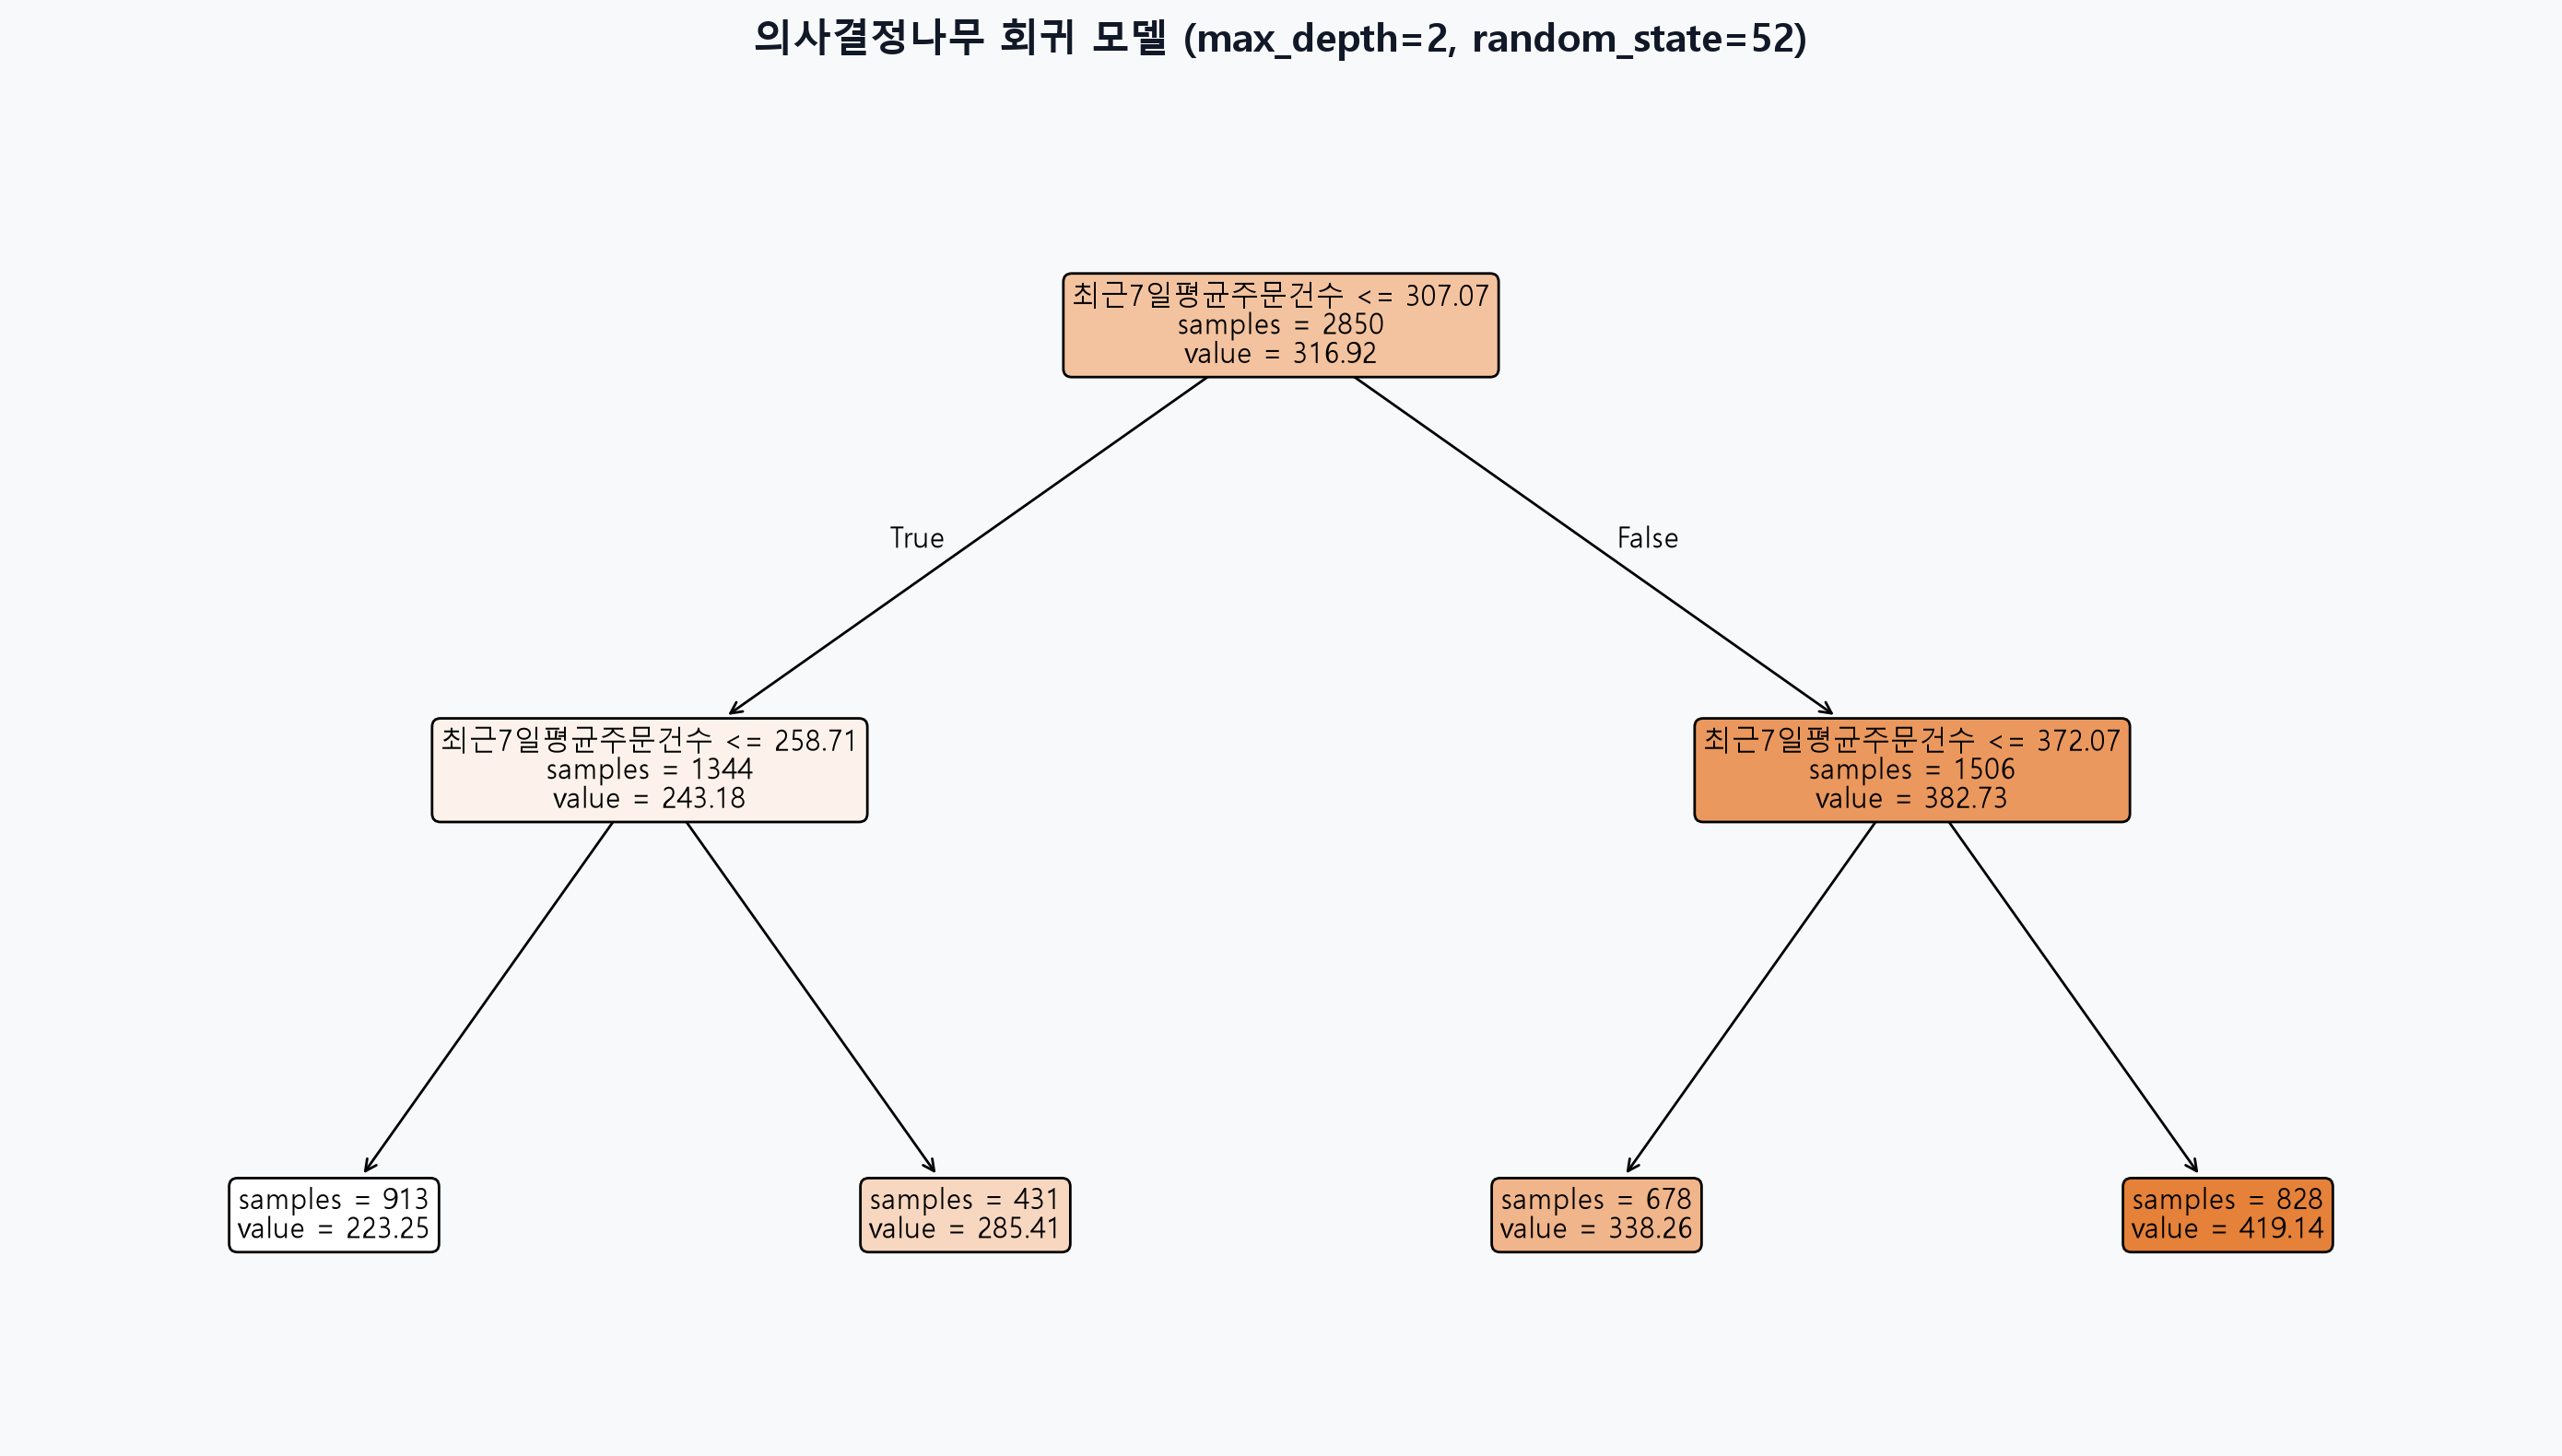 의사결정나무 회귀 모델 (max_depth=2, random_state=52)
최근7일평균주문건수 <= 307.07
samples = 2850
value = 316.92
True
False
최근7일평균주문건수 <= 258.71
samples = 1344
value = 243.18
최근7일평균주문건수 <= 372.07
samples = 1506
value = 382.73
samples = 913
value = 223.25
samples = 431
value = 285.41
samples = 678
value = 338.26
samples = 828
value = 419.14